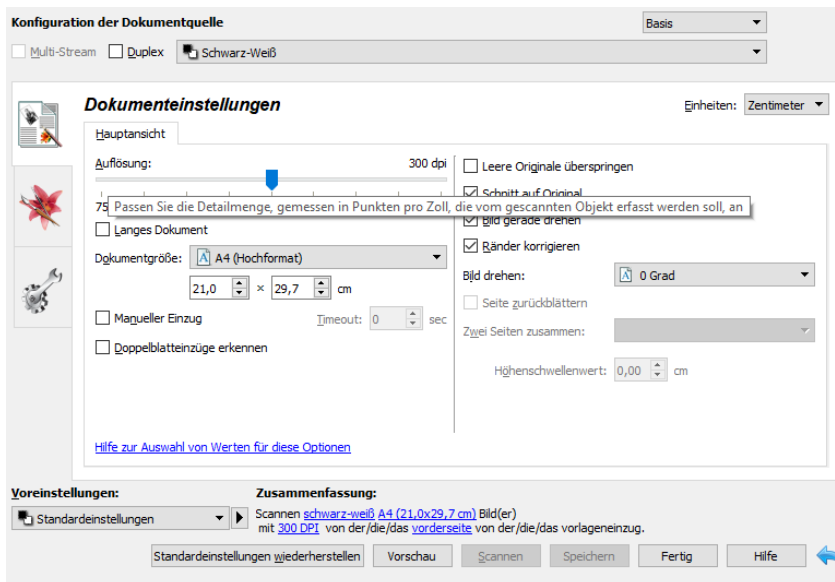 Konfiguration der Dokumentquelle
Basis
Multi-Stream
Duplex
Schwarz-Weiß
Dokumenteinstellungen
Einheiten:
Zentimeter
Hauptansicht
Auflösung:
300 dpi
Leere Originale überspringen
Schnitt auf Original
75
Passen Sie die Detailmenge, gemessen in Punkten pro Zoll, die vom gescannten Objekt erfasst werden soll, an
Bild gerade drehen
Langes Dokument
Ränder korrigieren
Dokumentgröße:
A4 (Hochformat)
Bild drehen:
0 Grad
21,0 × 29,7 cm
Seite zurückblättern
Manueller Einzug
Timeout: 0 sec
Zwei Seiten zusammen:
Doppelblatteinzüge erkennen
Höhenschwellenwert: 0,00 cm
Hilfe zur Auswahl von Werten für diese Optionen
Voreinstellungen:
Zusammenfassung:
Standardeinstellungen
Scannen schwarz-weiß A4 (21,0x29,7 cm) Bild(er)
mit 300 DPI von der/die/das vorderseite von der/die/das vorlageneinzug.
Standardeinstellungen wiederherstellen
Vorschau
Scannen
Speichern
Fertig
Hilfe